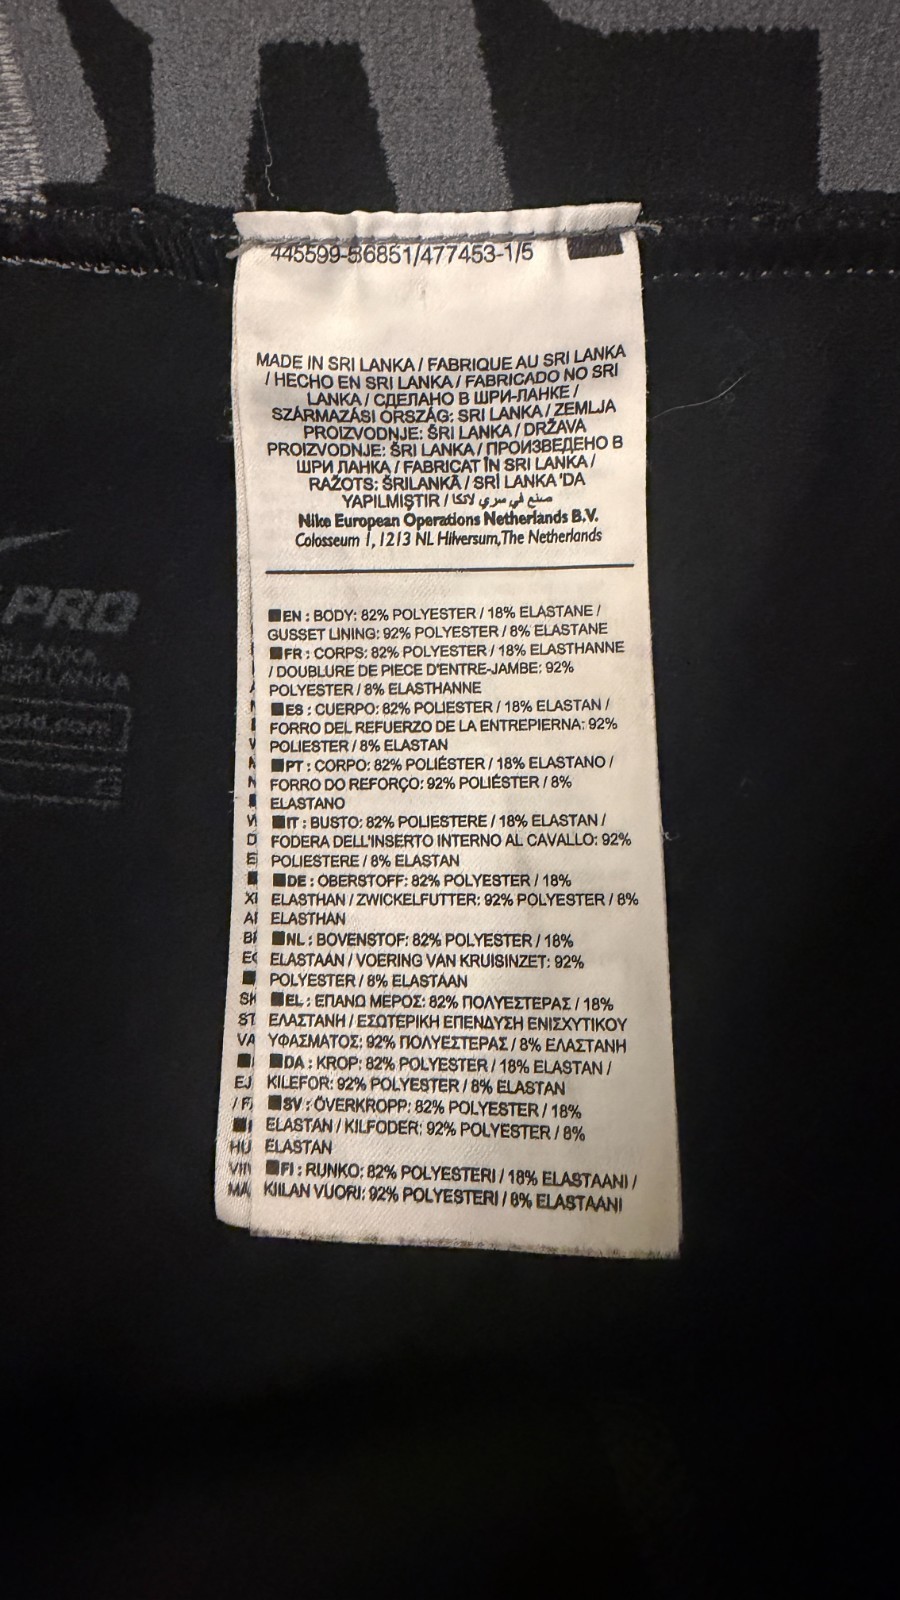 445599-56851/477453-1/5
MADE IN SRI LANKA / FABRIQUE AU SRI LANKA
/ HECHO EN SRI LANKA / FABRICADO NO SRI
LANKA / СДЕЛАНО В ШРИ-ЛАНКЕ /
SZÁRMAZÁSI ORSZÁG: SRI LANKA / ZEMLJA
PROIZVODNJE: ŠRI LANKA / DRŽAVA
PROIZVODNJE: ŠRI LANKA / ПРОИЗВЕДЕНО В
ШРИ ЛАНКА / FABRICAT ÎN SRI LANKA /
RAŽOTS: ŠRILANKĀ / SRİ LANKA 'DA
YAPILMIŞTIR / صنع في سري لانكا
Nike European Operations Netherlands B.V.
Colosseum 1, 1213 NL Hilversum, The Netherlands
EN : BODY: 82% POLYESTER / 18% ELASTANE /
GUSSET LINING: 92% POLYESTER / 8% ELASTANE
FR : CORPS: 82% POLYESTER / 18% ELASTHANNE
/ DOUBLURE DE PIECE D'ENTRE-JAMBE: 92%
POLYESTER / 8% ELASTHANNE
ES : CUERPO: 82% POLIESTER / 18% ELASTAN /
FORRO DEL REFUERZO DE LA ENTREPIERNA: 92%
POLIESTER / 8% ELASTAN
PT : CORPO: 82% POLIÉSTER / 18% ELASTANO /
FORRO DO REFORÇO: 92% POLIÉSTER / 8%
ELASTANO
IT : BUSTO: 82% POLIESTERE / 18% ELASTAN /
FODERA DELL'INSERTO INTERNO AL CAVALLO: 92%
POLIESTERE / 8% ELASTAN
DE : OBERSTOFF: 82% POLYESTER / 18%
ELASTHAN / ZWICKELFUTTER: 92% POLYESTER / 8%
ELASTHAN
NL : BOVENSTOF: 82% POLYESTER / 18%
ELASTAAN / VOERING VAN KRUISINZET: 92%
POLYESTER / 8% ELASTAAN
EL : ΕΠΑΝΩ ΜΕΡΟΣ: 82% ΠΟΛΥΕΣΤΕΡΑΣ / 18%
ΕΛΑΣΤΑΝΗ / ΕΣΩΤΕΡΙΚΗ ΕΠΕΝΔΥΣΗ ΕΝΙΣΧΥΤΙΚΟΥ
ΥΦΑΣΜΑΤΟΣ: 92% ΠΟΛΥΕΣΤΕΡΑΣ / 8% ΕΛΑΣΤΑΝΗ
DA : KROP: 82% POLYESTER / 18% ELASTAN /
KILEFOR: 92% POLYESTER / 8% ELASTAN
SV : ÖVERKROPP: 82% POLYESTER / 18%
ELASTAN / KILFODER: 92% POLYESTER / 8%
ELASTAN
FI : RUNKO: 82% POLYESTERI / 18% ELASTAANI /
KIILAN VUORI: 92% POLYESTERI / 8% ELASTAANI
PRO
SRI LANKA